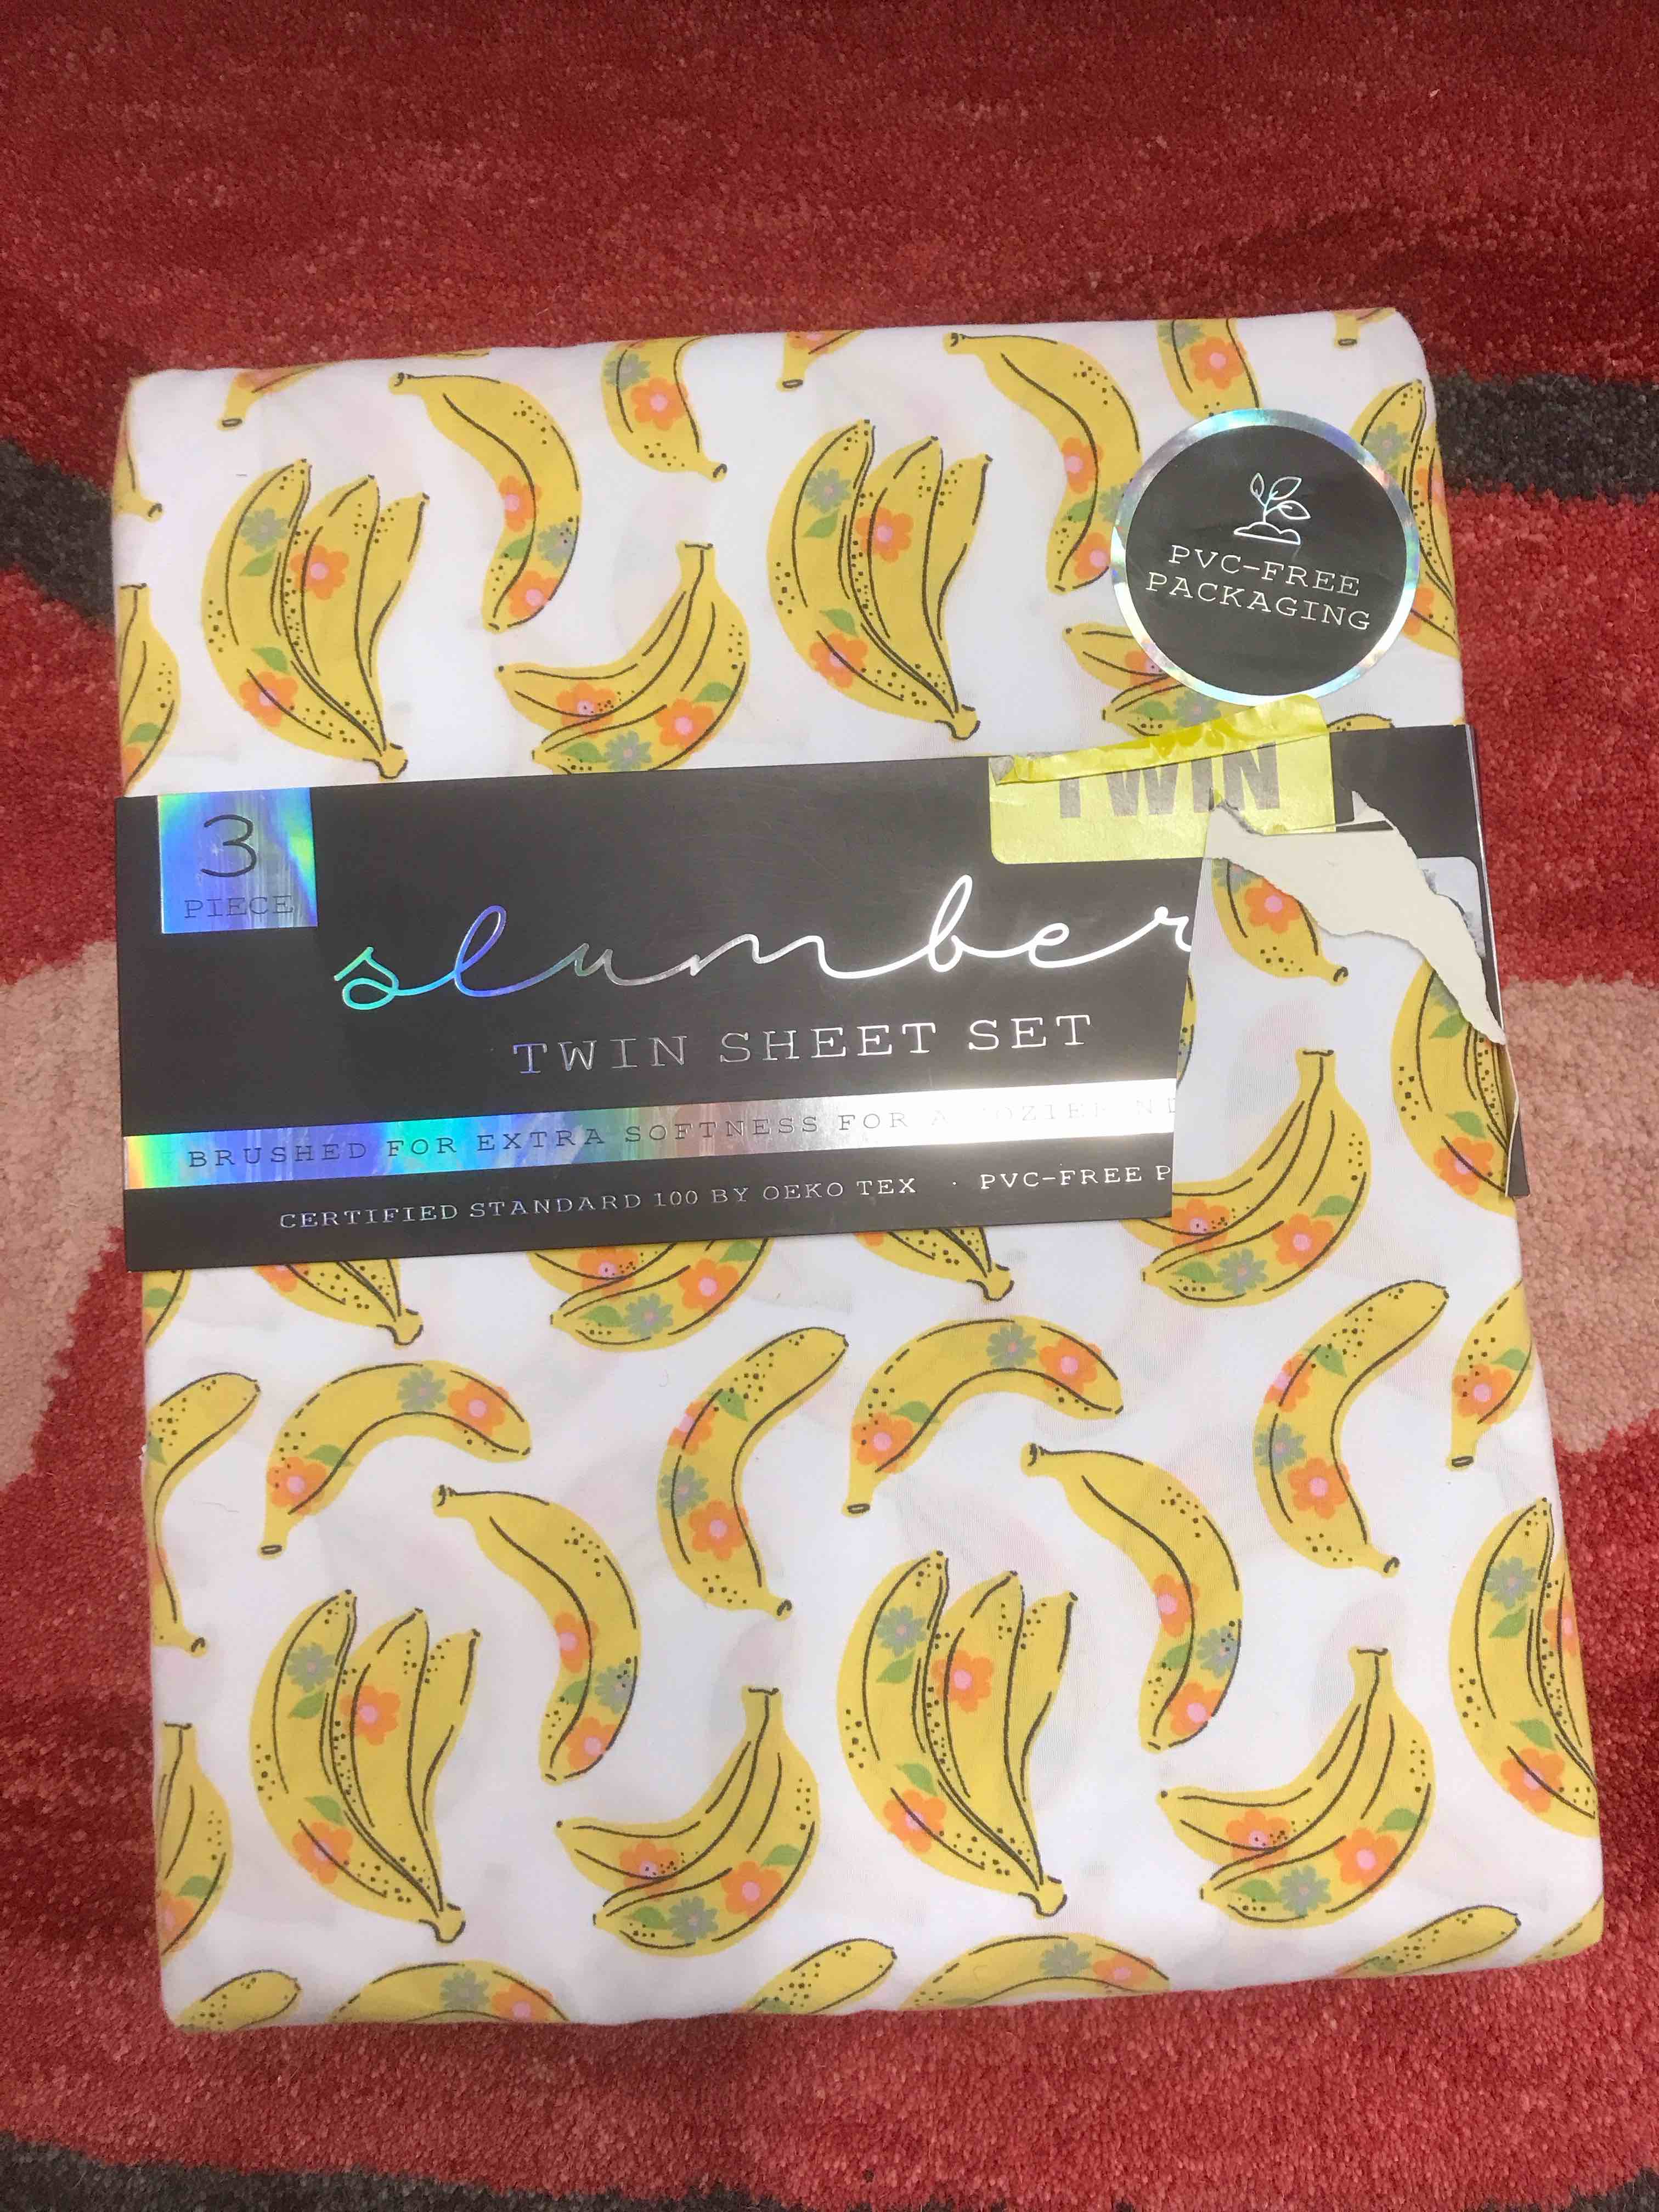 PVC-FREE
PACKAGING
TWIN
3
PIECE
slumber
TWIN SHEET SET
BRUSHED FOR EXTRA SOFTNESS FOR A
CERTIFIED STANDARD 100 BY OEKO TEX · PVC-FREE P